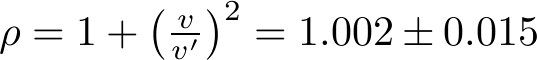 ρ = 1 + (v/v′)² = 1.002 ± 0.015